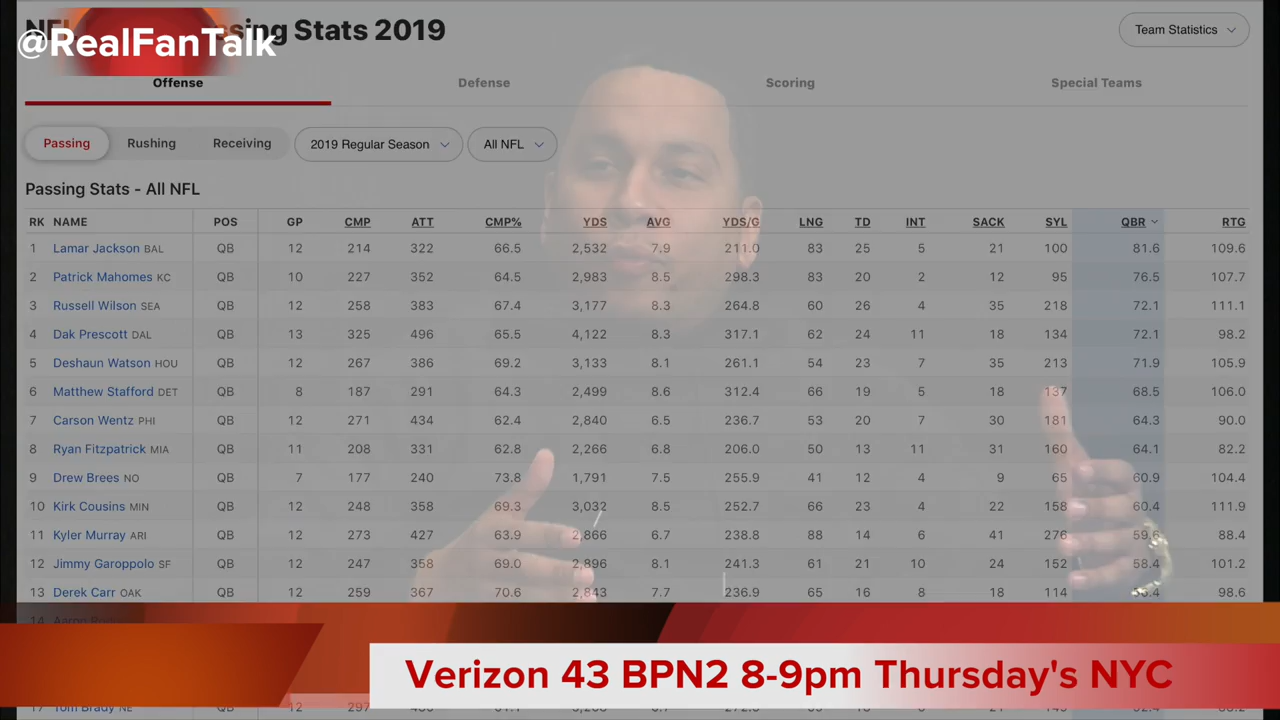 NFL Passing Stats 2019
@RealFanTalk
Team Statistics
Offense Defense Scoring Special Teams
Passing Rushing Receiving 2019 Regular Season All NFL
Passing Stats - All NFL
RK NAME POS GP CMP ATT CMP% YDS AVG YDS/G LNG TD INT SACK SYL QBR RTG
1 Lamar Jackson BAL QB 12 214 322 66.5 2,532 7.9 211.0 83 25 5 21 100 81.6 109.6
2 Patrick Mahomes KC QB 10 227 352 64.5 2,983 8.5 298.3 83 20 2 12 95 76.5 107.7
3 Russell Wilson SEA QB 12 258 383 67.4 3,177 8.3 264.8 60 26 4 35 218 72.1 111.1
4 Dak Prescott DAL QB 13 325 496 65.5 4,122 8.3 317.1 62 24 11 18 134 72.1 98.2
5 Deshaun Watson HOU QB 12 267 386 69.2 3,133 8.1 261.1 54 23 7 35 213 71.9 105.9
6 Matthew Stafford DET QB 8 187 291 64.3 2,499 8.6 312.4 66 19 5 18 137 68.5 106.0
7 Carson Wentz PHI QB 12 271 434 62.4 2,840 6.5 236.7 53 20 7 30 181 64.3 90.0
8 Ryan Fitzpatrick MIA QB 11 208 331 62.8 2,266 6.8 206.0 50 13 11 31 160 64.1 82.2
9 Drew Brees NO QB 7 177 240 73.8 1,791 7.5 255.9 41 12 4 9 65 60.9 104.4
10 Kirk Cousins MIN QB 12 248 358 69.3 3,032 8.5 252.7 66 23 4 22 158 60.4 111.9
11 Kyler Murray ARI QB 12 273 427 63.9 2,866 6.7 238.8 88 14 6 41 276 59.6 88.4
12 Jimmy Garoppolo SF QB 12 247 358 69.0 2,896 8.1 241.3 61 21 10 24 152 58.4 101.2
13 Derek Carr OAK QB 12 259 367 70.6 2,843 7.7 236.9 65 16 8 18 114 98.6
14
Verizon 43 BPN2 8-9pm Thursday's NYC
17 Tom Brady NE QB 12